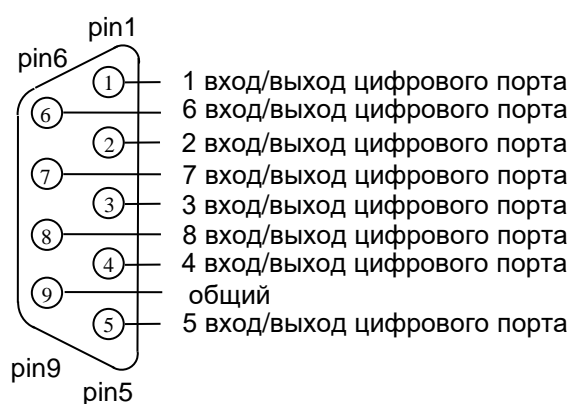 pin1
pin6
1 1 вход/выход цифрового порта
6 6 вход/выход цифрового порта
2 2 вход/выход цифрового порта
7 7 вход/выход цифрового порта
3 3 вход/выход цифрового порта
8 8 вход/выход цифрового порта
4 4 вход/выход цифрового порта
9 общий
5 5 вход/выход цифрового порта
pin9
pin5